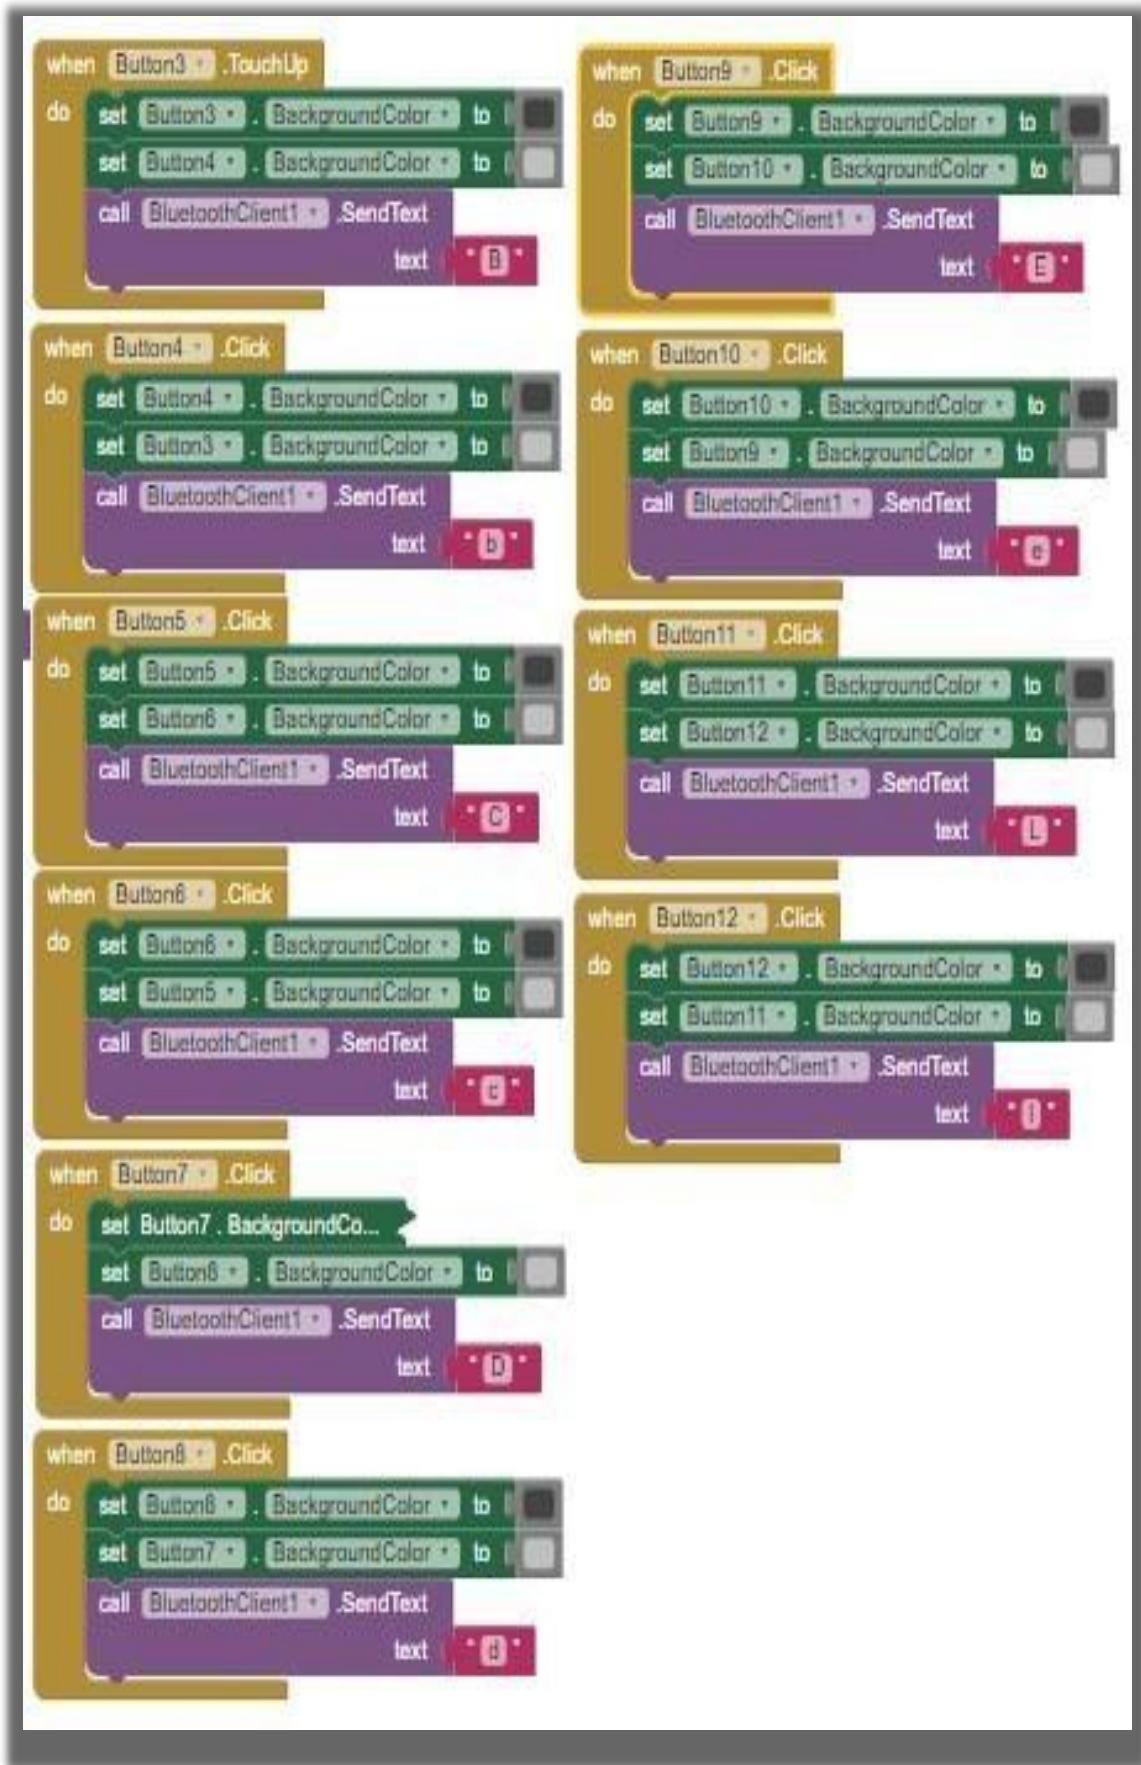 when Button3 .TouchUp
do set Button3 . BackgroundColor to
set Button4 . BackgroundColor to
call BluetoothClient1 .SendText
text " B "
when Button4 .Click
do set Button4 . BackgroundColor to
set Button3 . BackgroundColor to
call BluetoothClient1 .SendText
text " b "
when Button5 .Click
do set Button5 . BackgroundColor to
set Button6 . BackgroundColor to
call BluetoothClient1 .SendText
text " C "
when Button6 .Click
do set Button6 . BackgroundColor to
set Button5 . BackgroundColor to
call BluetoothClient1 .SendText
text " c "
when Button7 .Click
do set Button7 . BackgroundCo...
set Button8 . BackgroundColor to
call BluetoothClient1 .SendText
text " D "
when Button8 .Click
do set Button8 . BackgroundColor to
set Button7 . BackgroundColor to
call BluetoothClient1 .SendText
text " d "
when Button9 .Click
do set Button9 . BackgroundColor to
set Button10 . BackgroundColor to
call BluetoothClient1 .SendText
text " E "
when Button10 .Click
do set Button10 . BackgroundColor to
set Button9 . BackgroundColor to
call BluetoothClient1 .SendText
text " e "
when Button11 .Click
do set Button11 . BackgroundColor to
set Button12 . BackgroundColor to
call BluetoothClient1 .SendText
text " L "
when Button12 .Click
do set Button12 . BackgroundColor to
set Button11 . BackgroundColor to
call BluetoothClient1 .SendText
text " l "